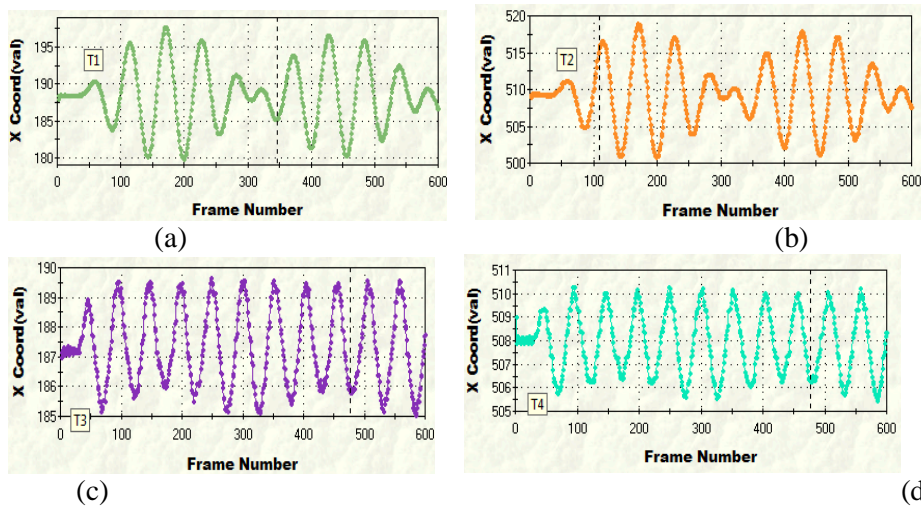 X Coord(val)
195
190
185
180
T1
0 100 200 300 400 500 600
Frame Number
(a)
X Coord(val)
520
515
510
505
500
T2
0 100 200 300 400 500 600
Frame Number
(b)
X Coord(val)
190
189
188
187
186
185
T3
0 100 200 300 400 500 600
Frame Number
(c)
X Coord(val)
511
510
509
508
507
506
505
T4
0 100 200 300 400 500 600
Frame Number
(d